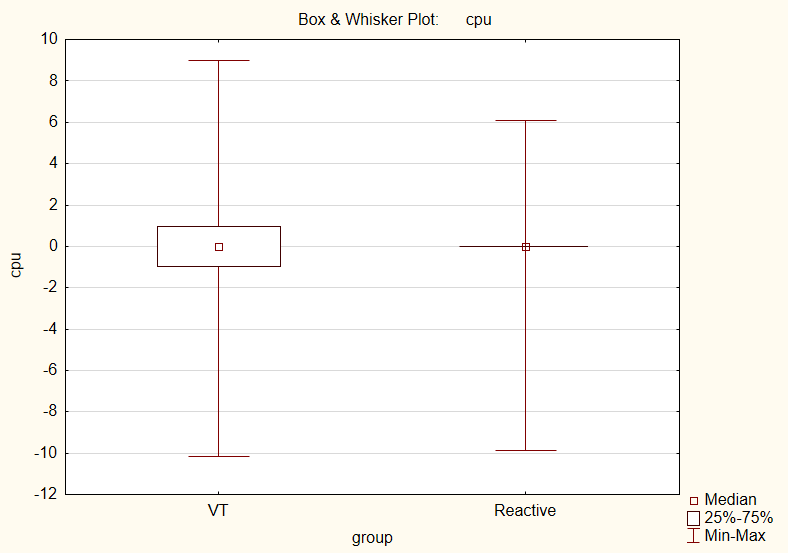 Box & Whisker Plot: cpu
10
8
6
4
2
0
-2
-4
-6
-8
-10
-12
cpu
VT Reactive
group
Median
25%-75%
Min-Max